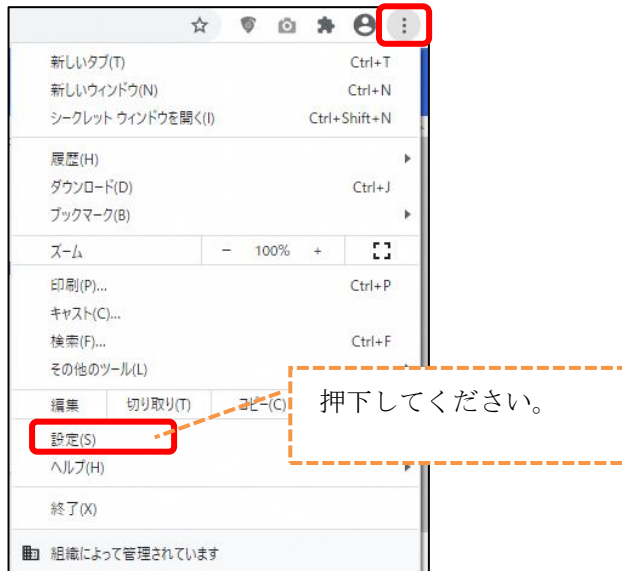 新しいタブ(T) Ctrl+T
新しいウィンドウ(N) Ctrl+N
シークレット ウィンドウを開く(I) Ctrl+Shift+N
履歴(H)
ダウンロード(D) Ctrl+J
ブックマーク(B)
ズーム － 100% +
印刷(P)... Ctrl+P
キャスト(C)...
検索(F)... Ctrl+F
その他のツール(L)
編集 切り取り(T) コピー(C)
押下してください。
設定(S)
ヘルプ(H)
終了(X)
組織によって管理されています